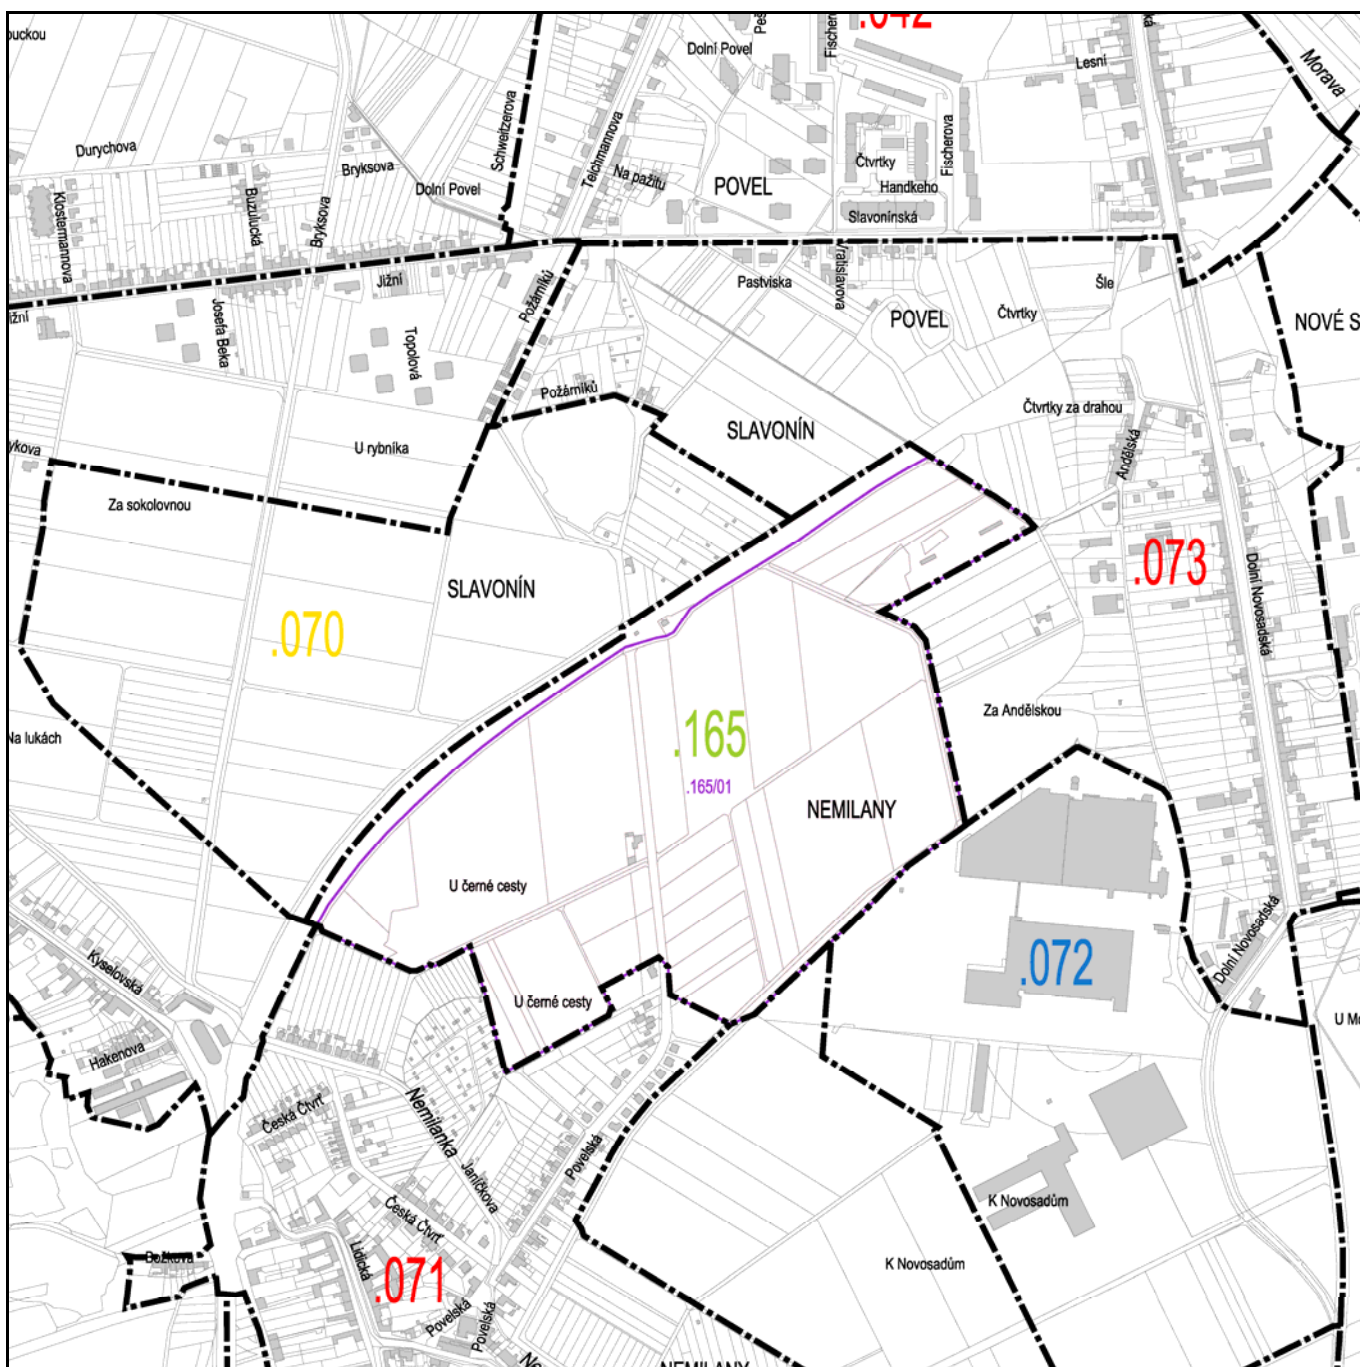 .042
Dolní Povel
Fischerova
Lesní
Morava
Schweitzerova
Teichmannova
Durychova
Bryksova
Dolní Povel
Na pažitu
POVEL
Čtvrtky
Handkeho
Slavonínská
Fischerova
Klostermannova
Buzulucká
Bryksova
Jižní
Požárníků
Pastviska
Vratislavova
Čtvrtky
Šle
POVEL
NOVÉ S
Josefa Beka
Topolová
Požárníků
Čtvrtky za drahou
SLAVONÍN
U rybníka
Andělská
Za sokolovnou
.073
Dolní Novosadská
SLAVONÍN
.070
Za Andělskou
Na lukách
.165
.165/01
NEMILANY
U černé cesty
U černé cesty
Kyselovská
Dolní Novosadská
.072
U Mo
Hakenova
Česká Čtvrť
Nemilanka
Povelská
Janíčkova
Česká Čtvrť
K Novosadům
Božkova
Lidická
.071
K Novosadům
Povelská
Povelská
NEMILANY